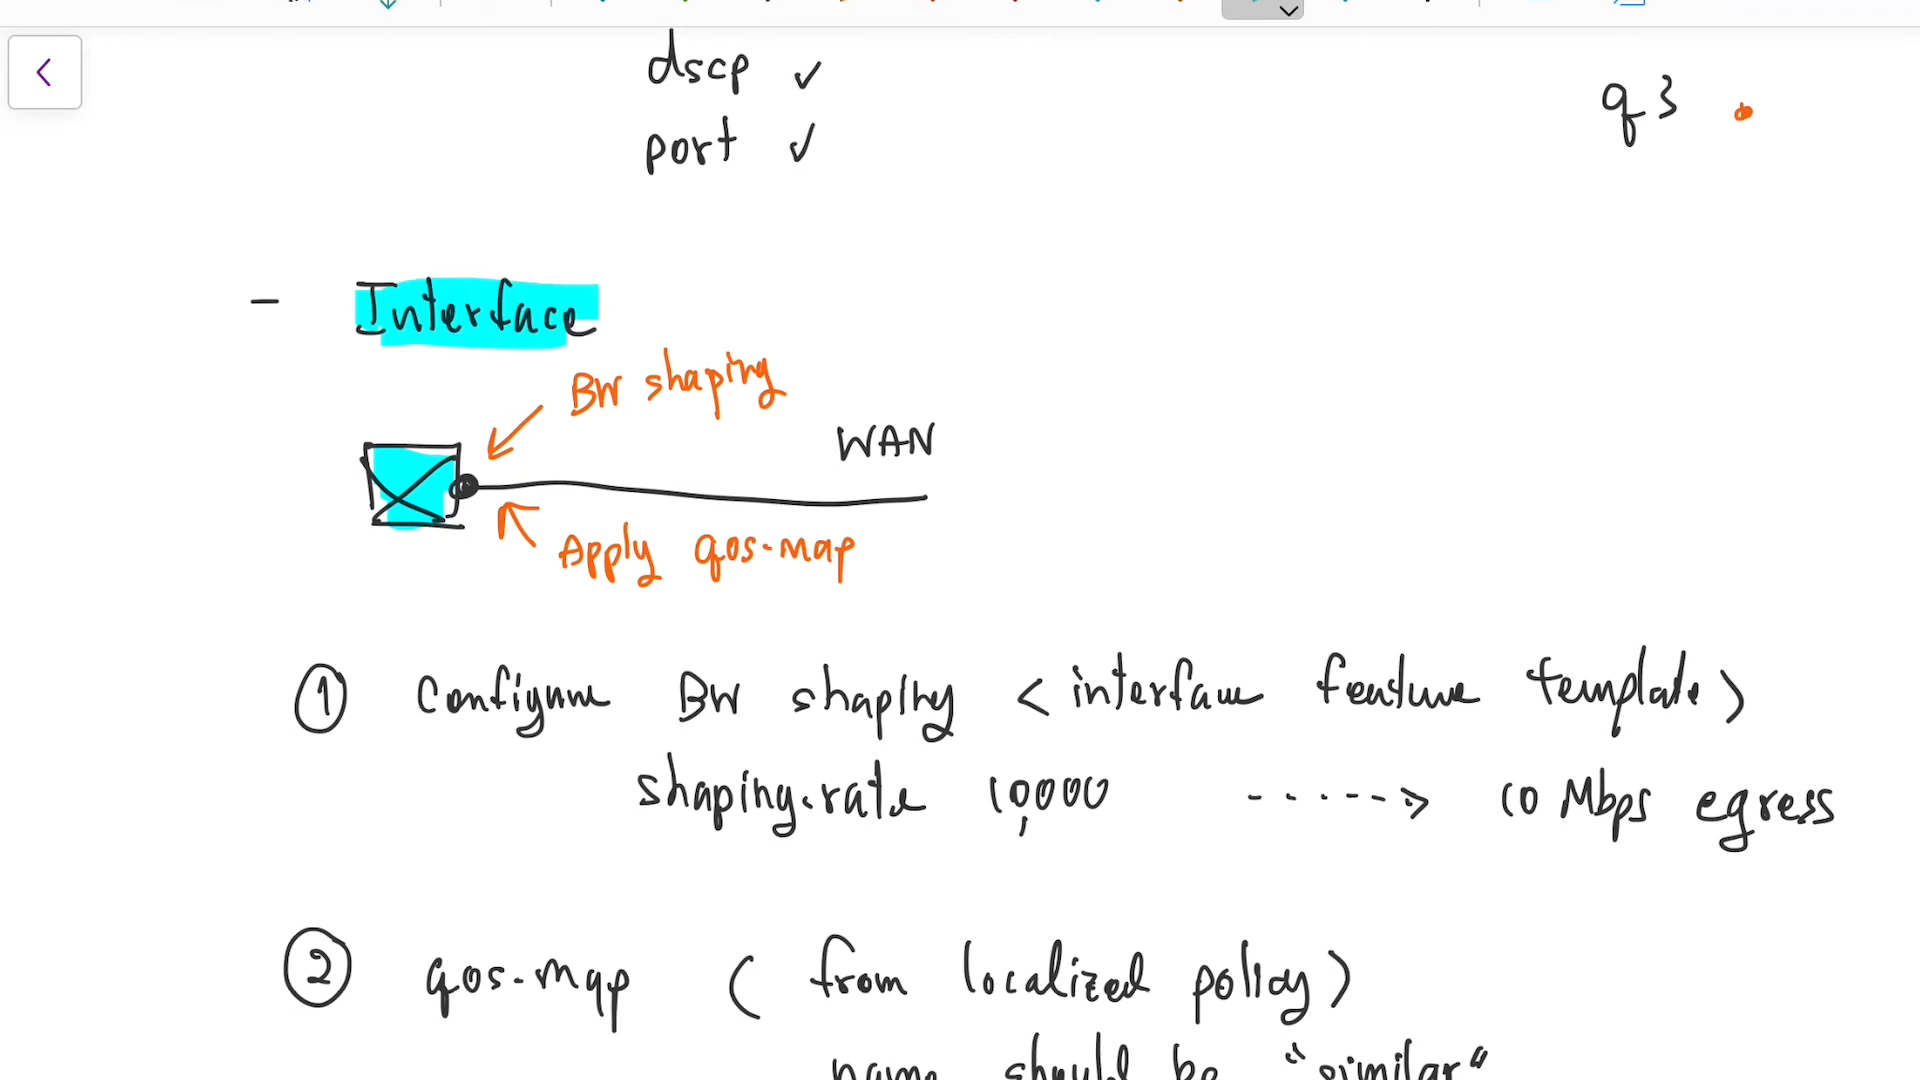 dscp ✓
q3
port ✓
- Interface
BW shaping
WAN
Apply qos-map
① Configure BW shaping < interface feature template >
shaping-rate 10,000 -----> 10 Mbps egress
② qos-map ( from localized policy )
name should be "similar"